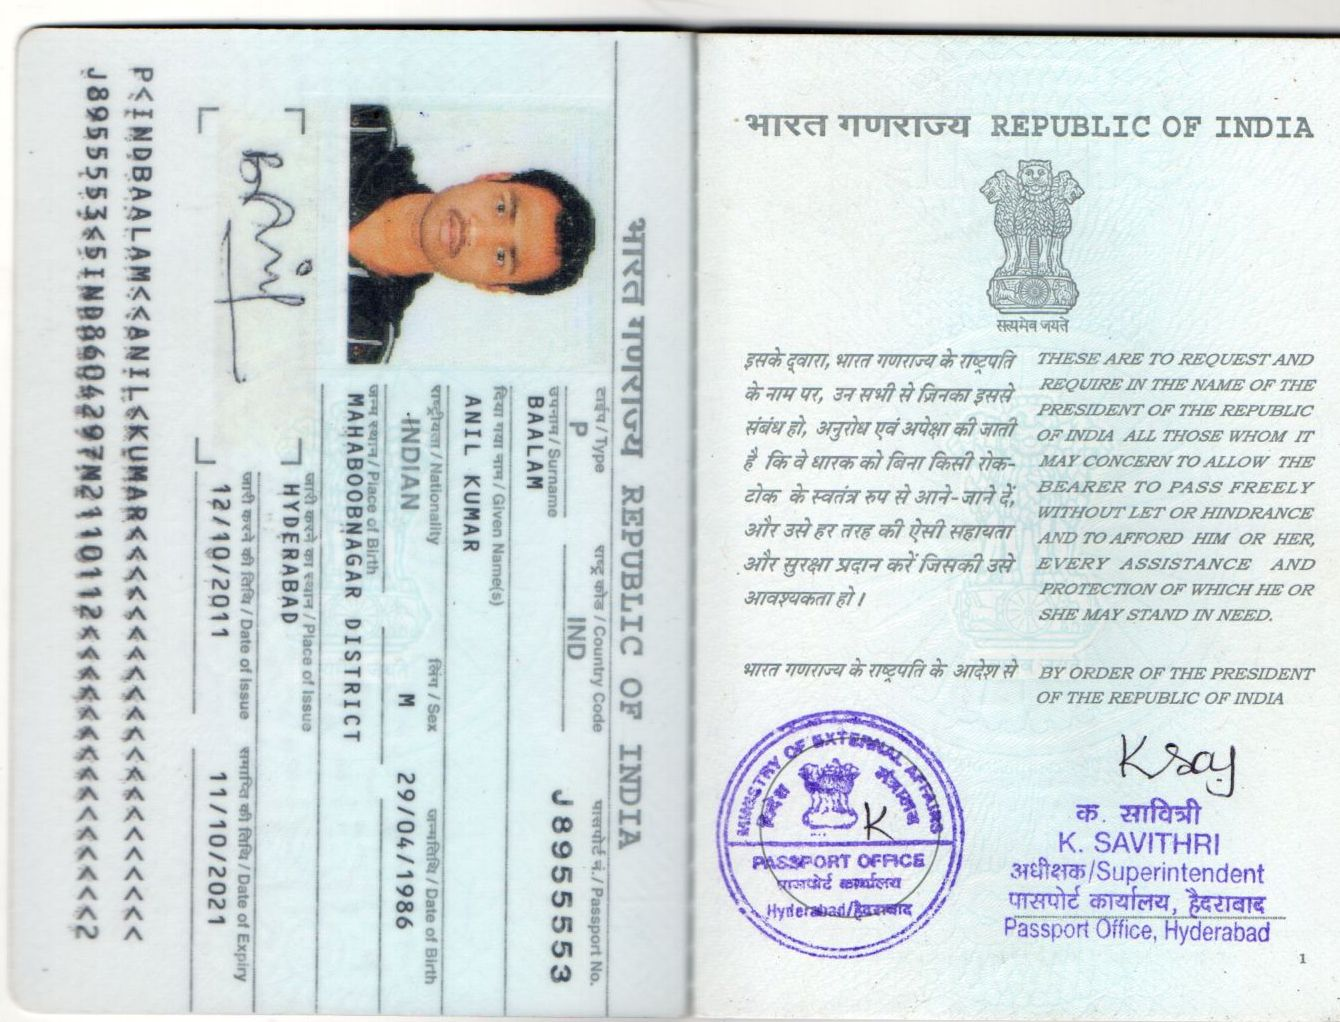 भारत गणराज्य REPUBLIC OF INDIA
टाईप / Type
P
राष्ट्र कोड / Country Code
IND
पासपोर्ट नं. / Passport No.
J8955553
उपनाम / Surname
BAALAM
दिया गया नाम / Given Name(s)
ANIL KUMAR
राष्ट्रीयता / Nationality
INDIAN
लिंग / Sex
M
जन्मतिथि / Date of Birth
29/04/1986
जन्म स्थान / Place of Birth
MAHABOOBNAGAR DISTRICT
जारी करने का स्थान / Place of Issue
HYDERABAD
जारी करने की तिथि / Date of Issue
12/10/2011
समाप्ति की तिथि / Date of Expiry
11/10/2021
P<INDBAALAM<<ANIL<KUMAR<<<<<<<<<<<<<<<<<<<<<
J8955553<5IND8604297M2110112<<<<<<<<<<<<<<<2
भारत गणराज्य REPUBLIC OF INDIA
सत्यमेव जयते
इसके द्वारा, भारत गणराज्य के राष्ट्रपति
के नाम पर, उन सभी से जिनका इससे
संबंध हो, अनुरोध एवं अपेक्षा की जाती
है कि वे धारक को बिना किसी रोक-
टोक के स्वतंत्र रुप से आने-जाने दें,
और उसे हर तरह की ऐसी सहायता
और सुरक्षा प्रदान करें जिसकी उसे
आवश्यकता हो।
THESE ARE TO REQUEST AND
REQUIRE IN THE NAME OF THE
PRESIDENT OF THE REPUBLIC
OF INDIA ALL THOSE WHOM IT
MAY CONCERN TO ALLOW THE
BEARER TO PASS FREELY
WITHOUT LET OR HINDRANCE
AND TO AFFORD HIM OR HER,
EVERY ASSISTANCE AND
PROTECTION OF WHICH HE OR
SHE MAY STAND IN NEED.
भारत गणराज्य के राष्ट्रपति के आदेश से
BY ORDER OF THE PRESIDENT
OF THE REPUBLIC OF INDIA
MINISTRY OF EXTERNAL AFFAIRS
विदेश मंत्रालय
K
PASSPORT OFFICE
पासपोर्ट कार्यालय
Hyderabad/हैदराबाद
क. सावित्री
K. SAVITHRI
अधीक्षक/Superintendent
पासपोर्ट कार्यालय, हैदराबाद
Passport Office, Hyderabad
1